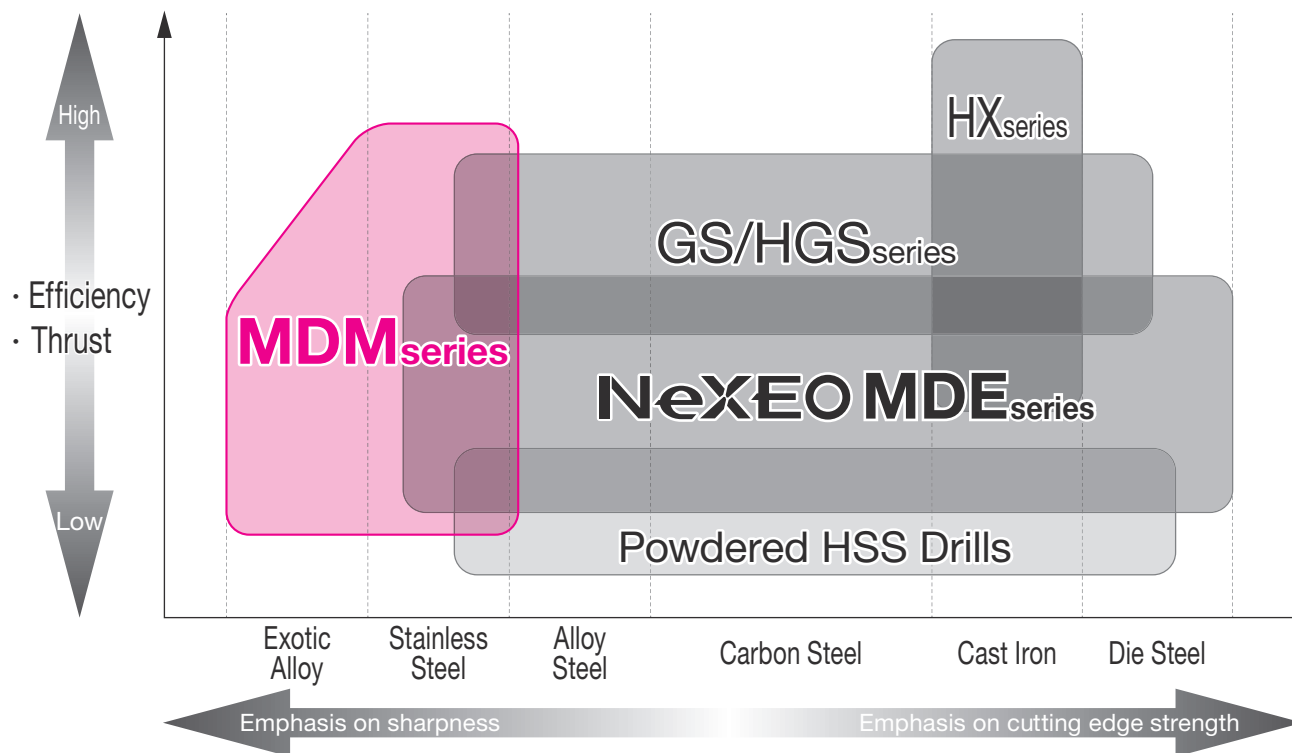 High
· Efficiency
· Thrust
Low
HXseries
GS/HGSseries
MDMseries
NeXEO MDEseries
Powdered HSS Drills
Exotic
Alloy
Stainless
Steel
Alloy
Steel
Carbon Steel
Cast Iron
Die Steel
Emphasis on sharpness
Emphasis on cutting edge strength